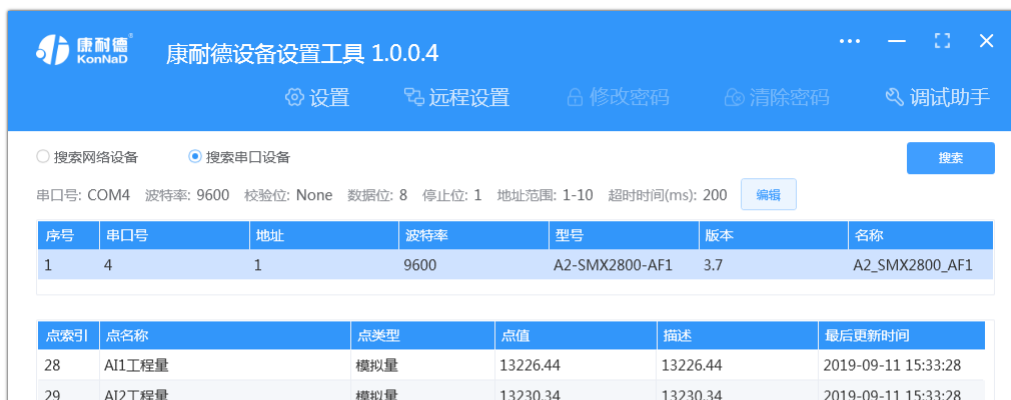 康耐德®
KonNaD
康耐德设备设置工具 1.0.0.4
设置 远程设置 修改密码 清除密码 调试助手
搜索网络设备 搜索串口设备 搜索
串口号: COM4 波特率: 9600 校验位: None 数据位: 8 停止位: 1 地址范围: 1-10 超时时间(ms): 200 编辑
序号 串口号 地址 波特率 型号 版本 名称
1 4 1 9600 A2-SMX2800-AF1 3.7 A2_SMX2800_AF1
点索引 点名称 点类型 点值 描述 最后更新时间
28 AI1工程量 模拟量 13226.44 13226.44 2019-09-11 15:33:28
29 AI2工程量 模拟量 13230.34 13230.34 2019-09-11 15:33:28